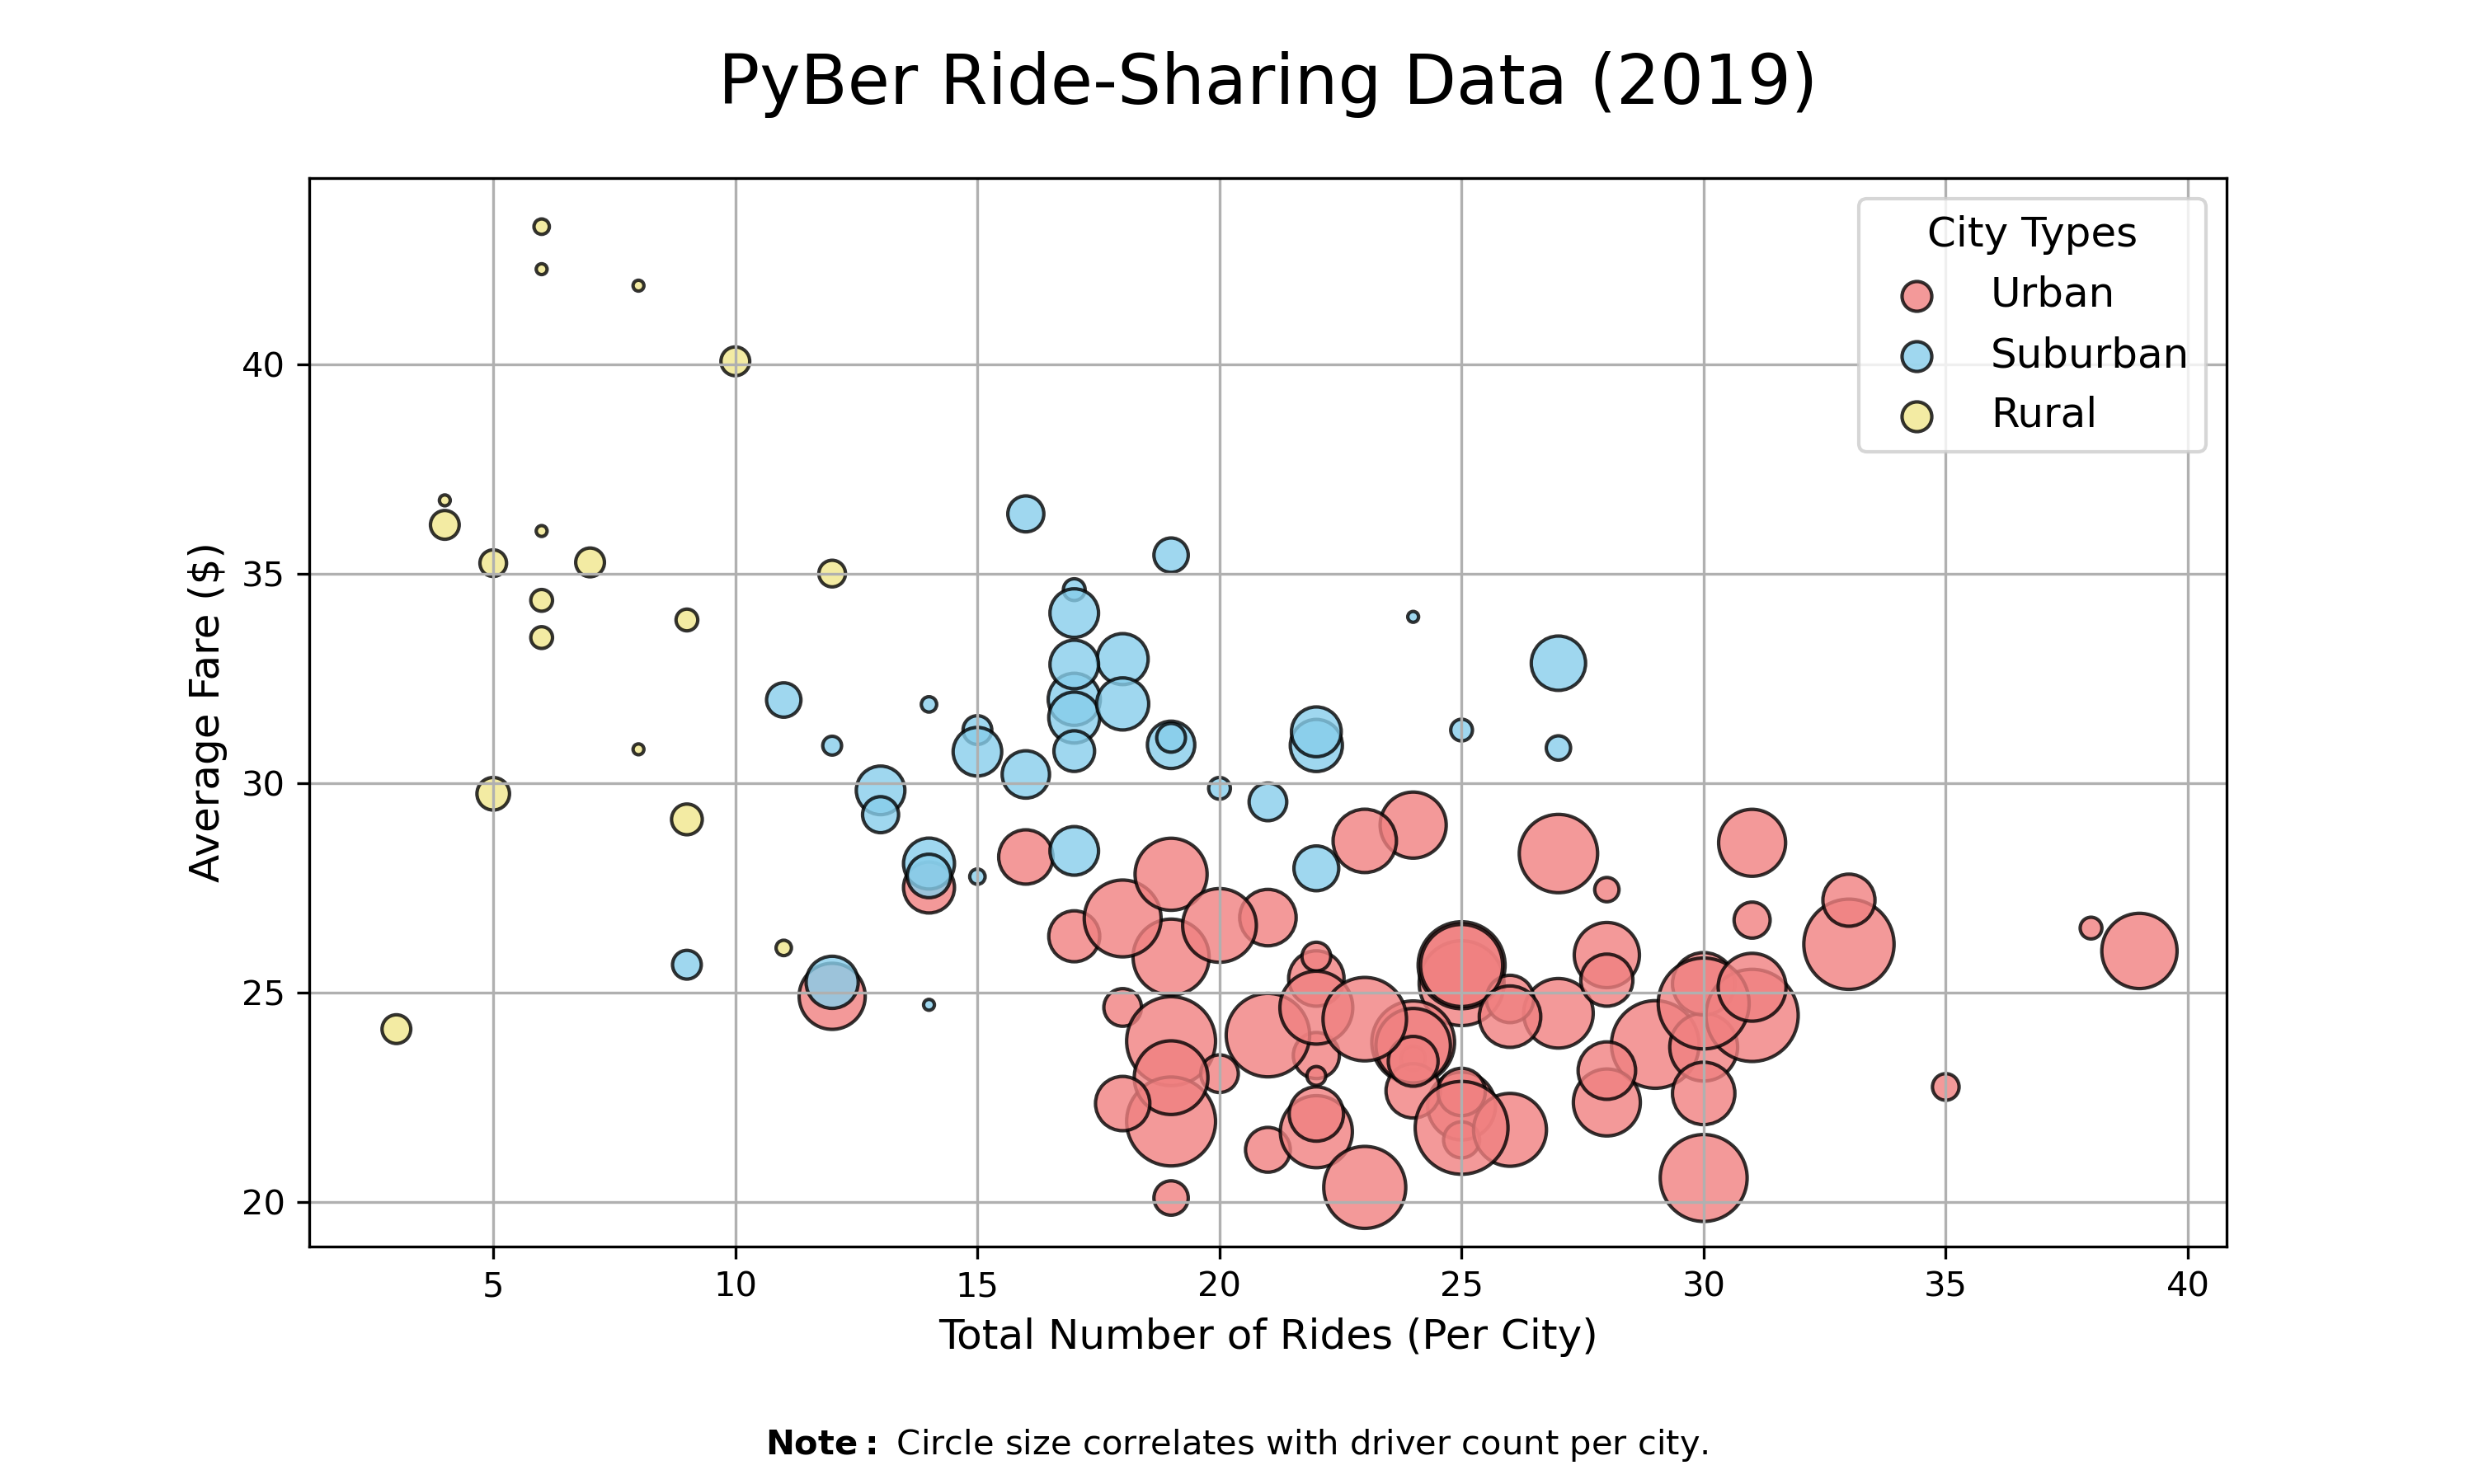 PyBer Ride-Sharing Data (2019)
City Types
Urban
Suburban
Rural
Average Fare ($)
40
35
30
25
20
5 10 15 20 25 30 35 40
Total Number of Rides (Per City)
Note: Circle size correlates with driver count per city.